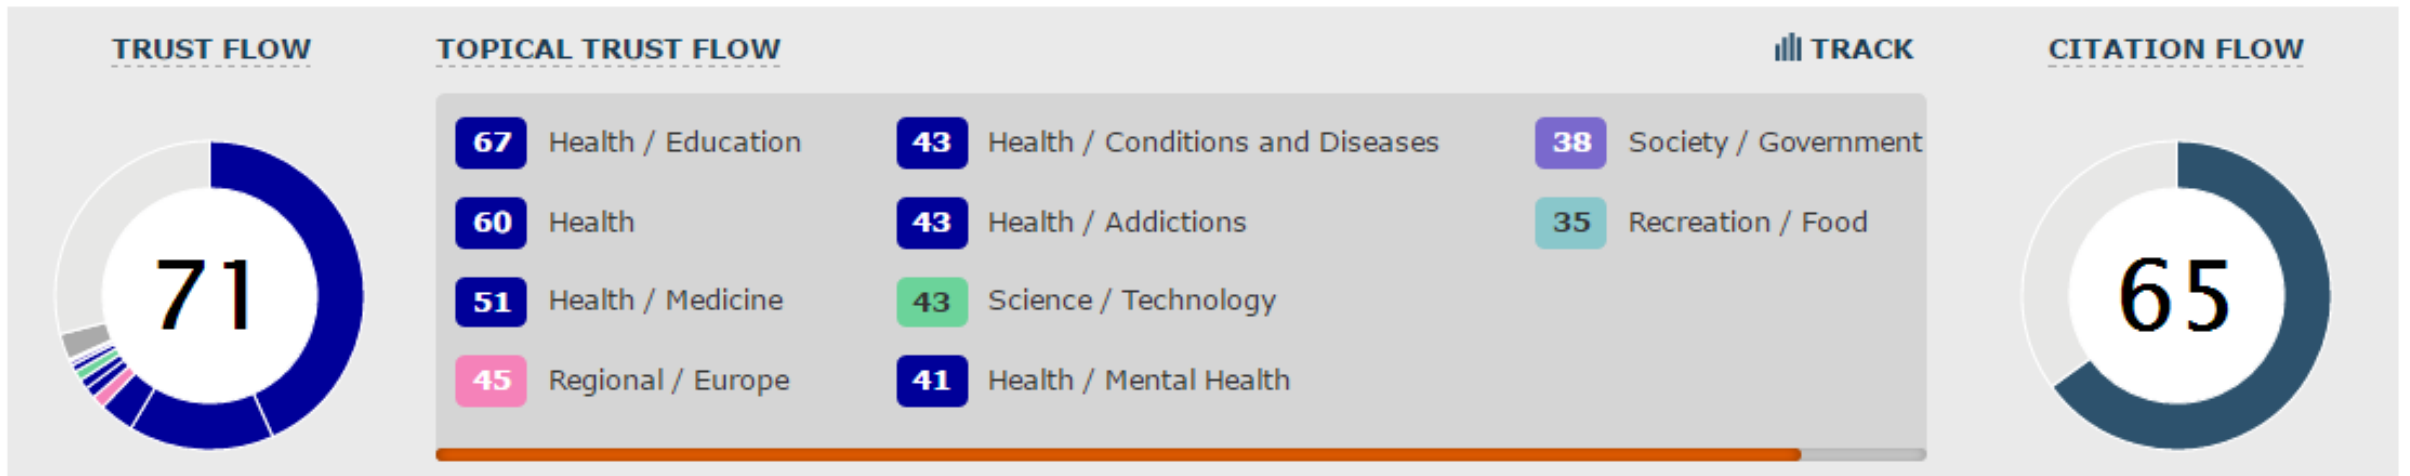 TRUST FLOW
TOPICAL TRUST FLOW
TRACK
CITATION FLOW
71
67 Health / Education
60 Health
51 Health / Medicine
45 Regional / Europe
43 Health / Conditions and Diseases
43 Health / Addictions
43 Science / Technology
41 Health / Mental Health
38 Society / Government
35 Recreation / Food
65